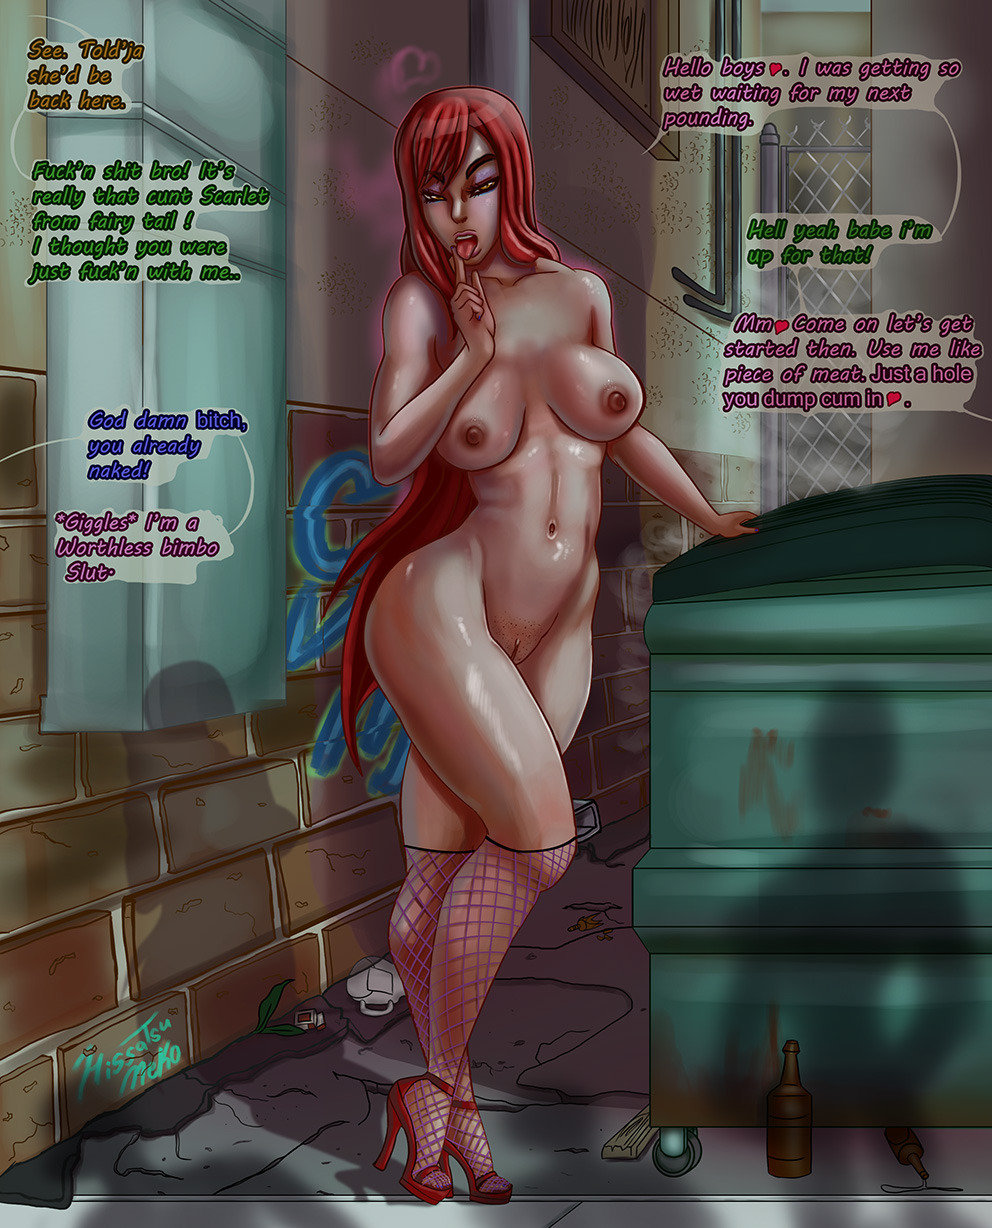 See. Told'ja
she'd be
back here.
Fuck'n shit bro! It's
really that cunt Scarlet
from fairy tail !
I thought you were
just fuck'n with me..
God damn bitch,
you already
naked!
*Giggles* I'm a
Worthless bimbo
Slut.
Hello boys♥. I was getting so
wet waiting for my next
pounding.
Hell yeah babe i'm
up for that!
Mm♥Come on let's get
started then. Use me like
piece of meat. Just a hole
you dump cum in♥.
HissaTsu